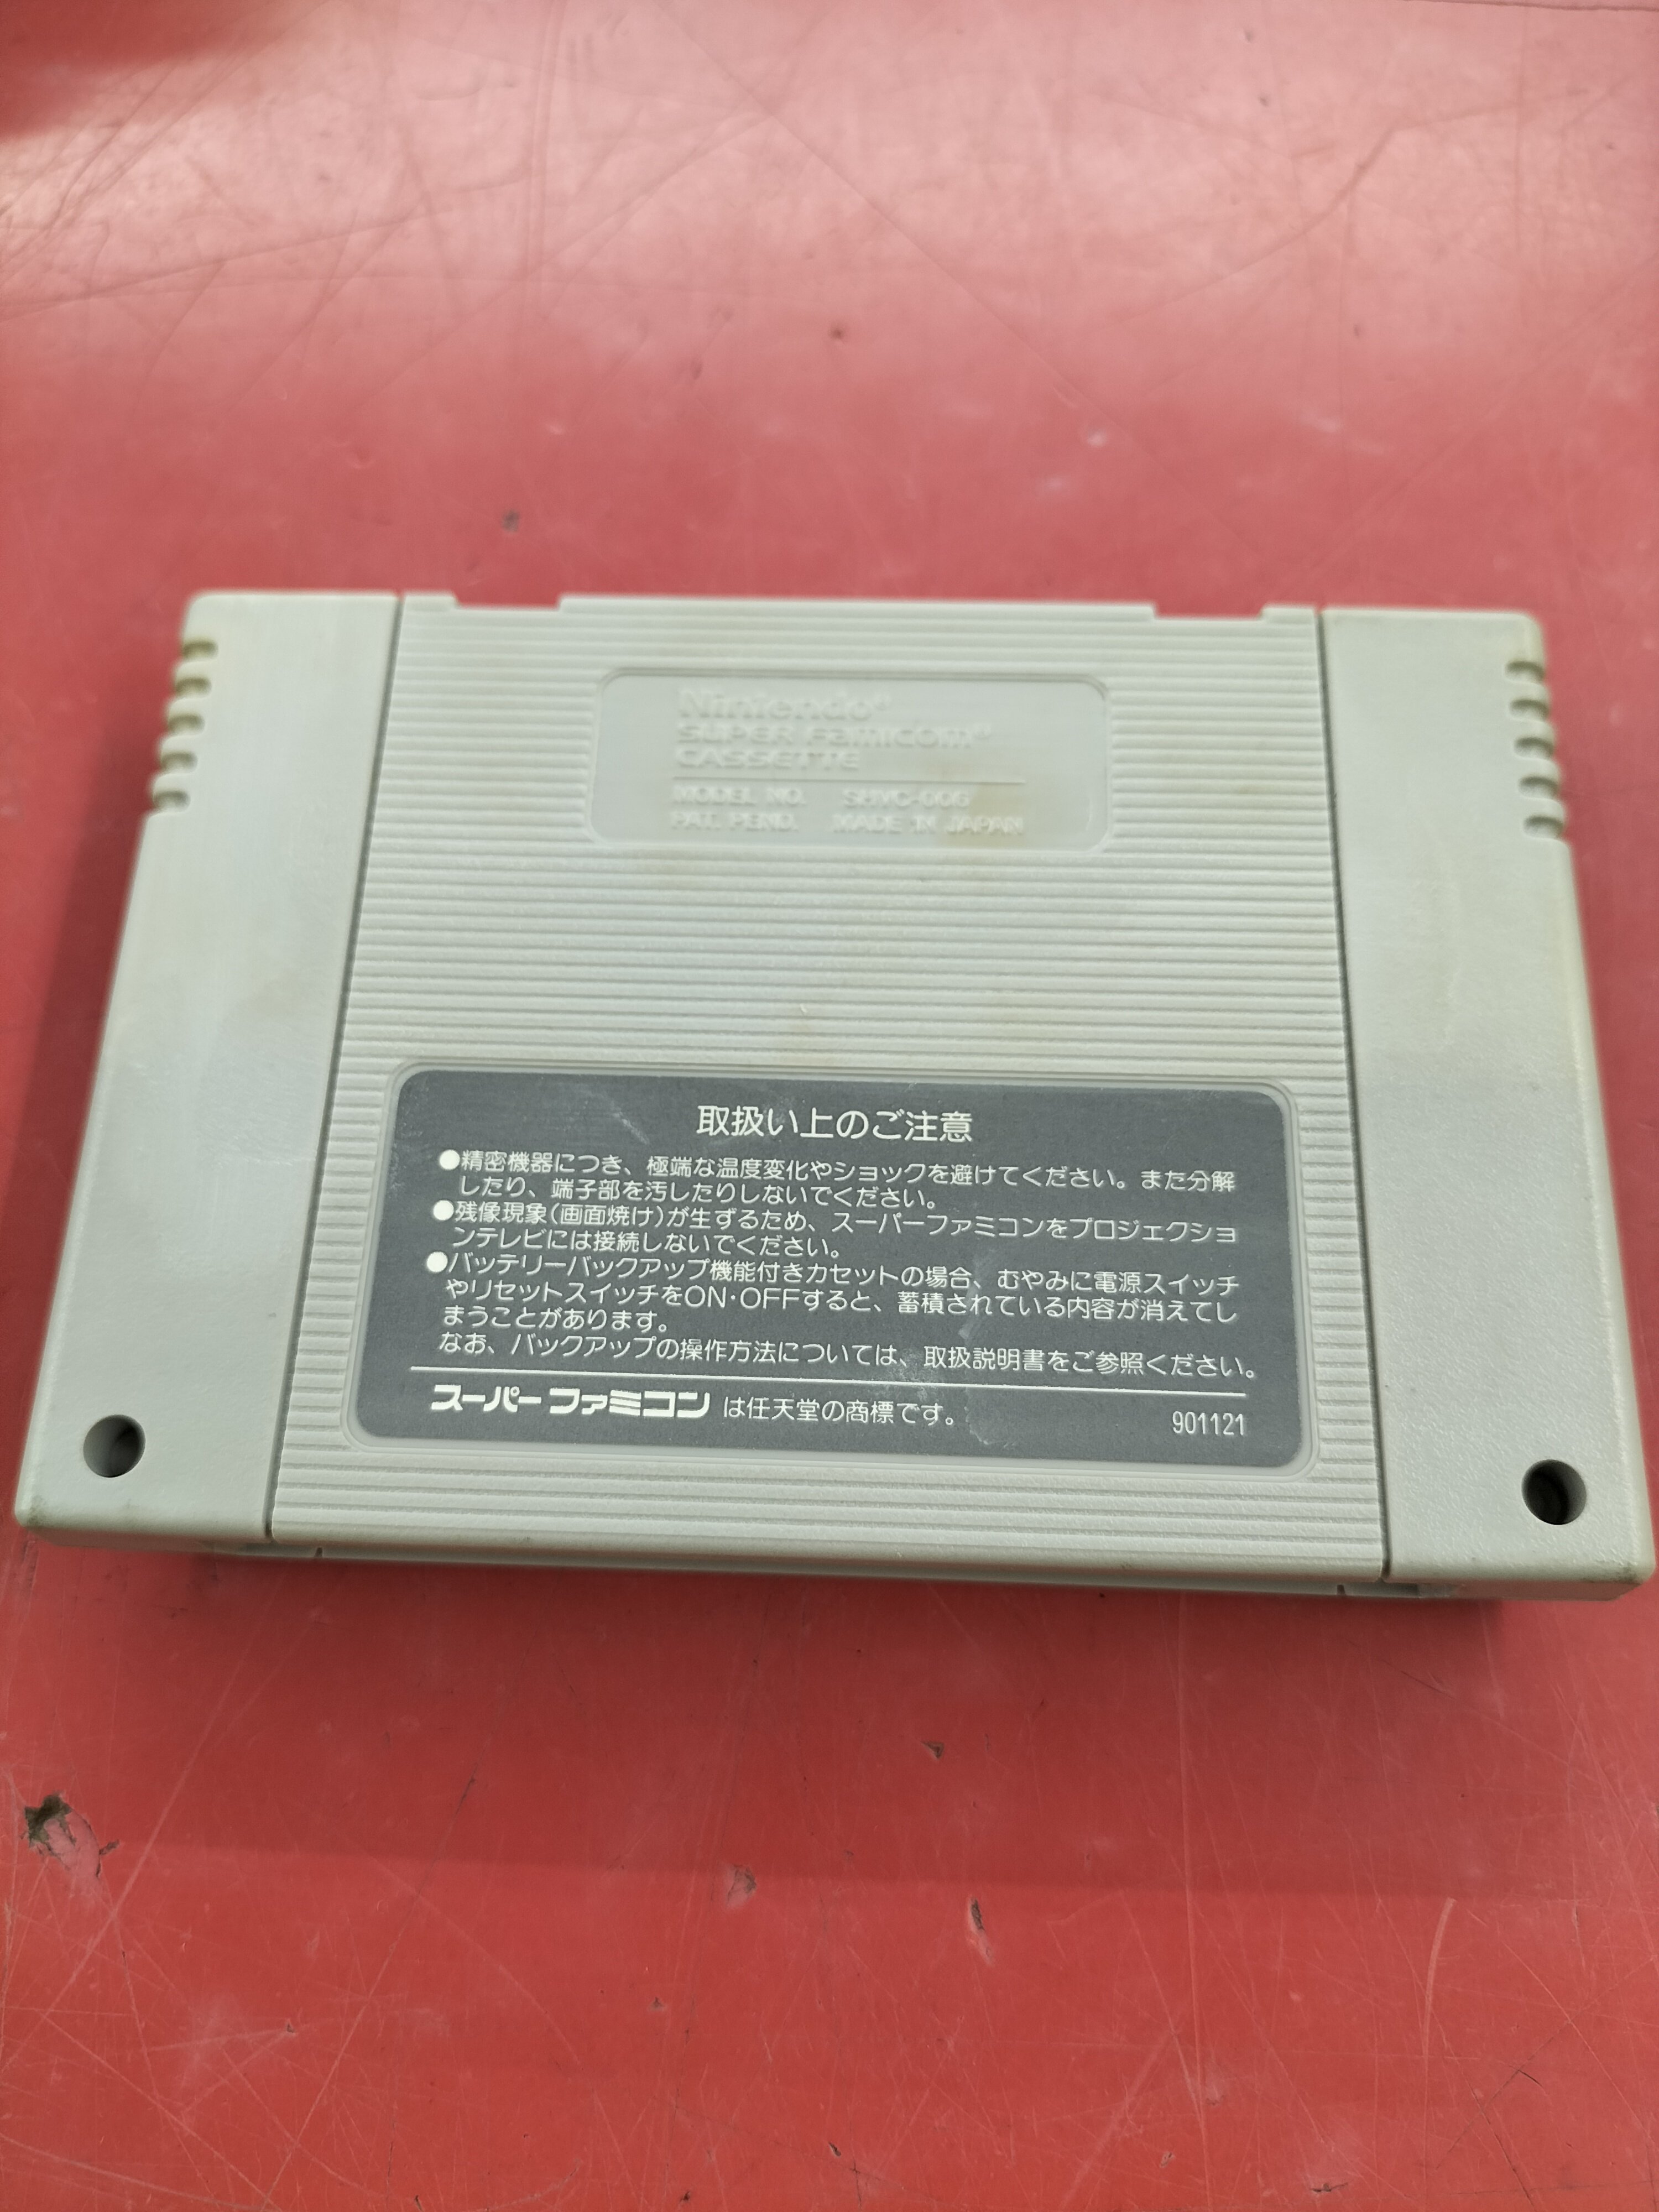 Nintendo®
SUPER Famicom®
CASSETTE
MODEL NO. SHVC-006
PAT. PEND. MADE IN JAPAN
取扱い上のご注意
●精密機器につき、極端な温度変化やショックを避けてください。また分解
したり、端子部を汚したりしないでください。
●残像現象(画面焼け)が生ずるため、スーパーファミコンをプロジェクショ
ンテレビには接続しないでください。
●バッテリーバックアップ機能付きカセットの場合、むやみに電源スイッチ
やリセットスイッチをON・OFFすると、蓄積されている内容が消えてし
まうことがあります。
なお、バックアップの操作方法については、取扱説明書をご参照ください。
スーパーファミコン は任天堂の商標です。 901121